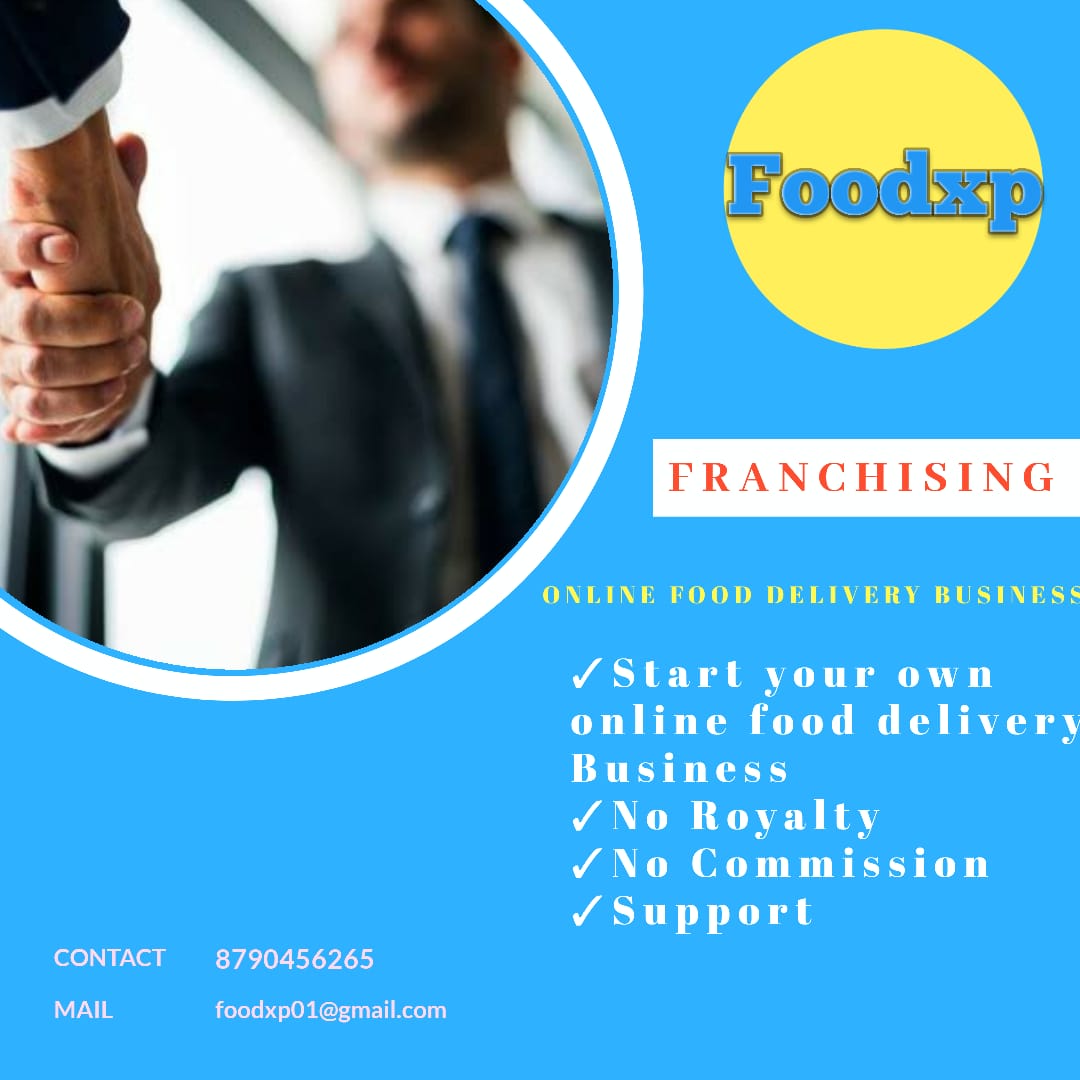 Foodxp
FRANCHISING
ONLINE FOOD DELIVERY BUSINESS
✓Start your own
online food delivery
Business
✓No Royalty
✓No Commission
✓Support
CONTACT 8790456265
MAIL foodxp01@gmail.com